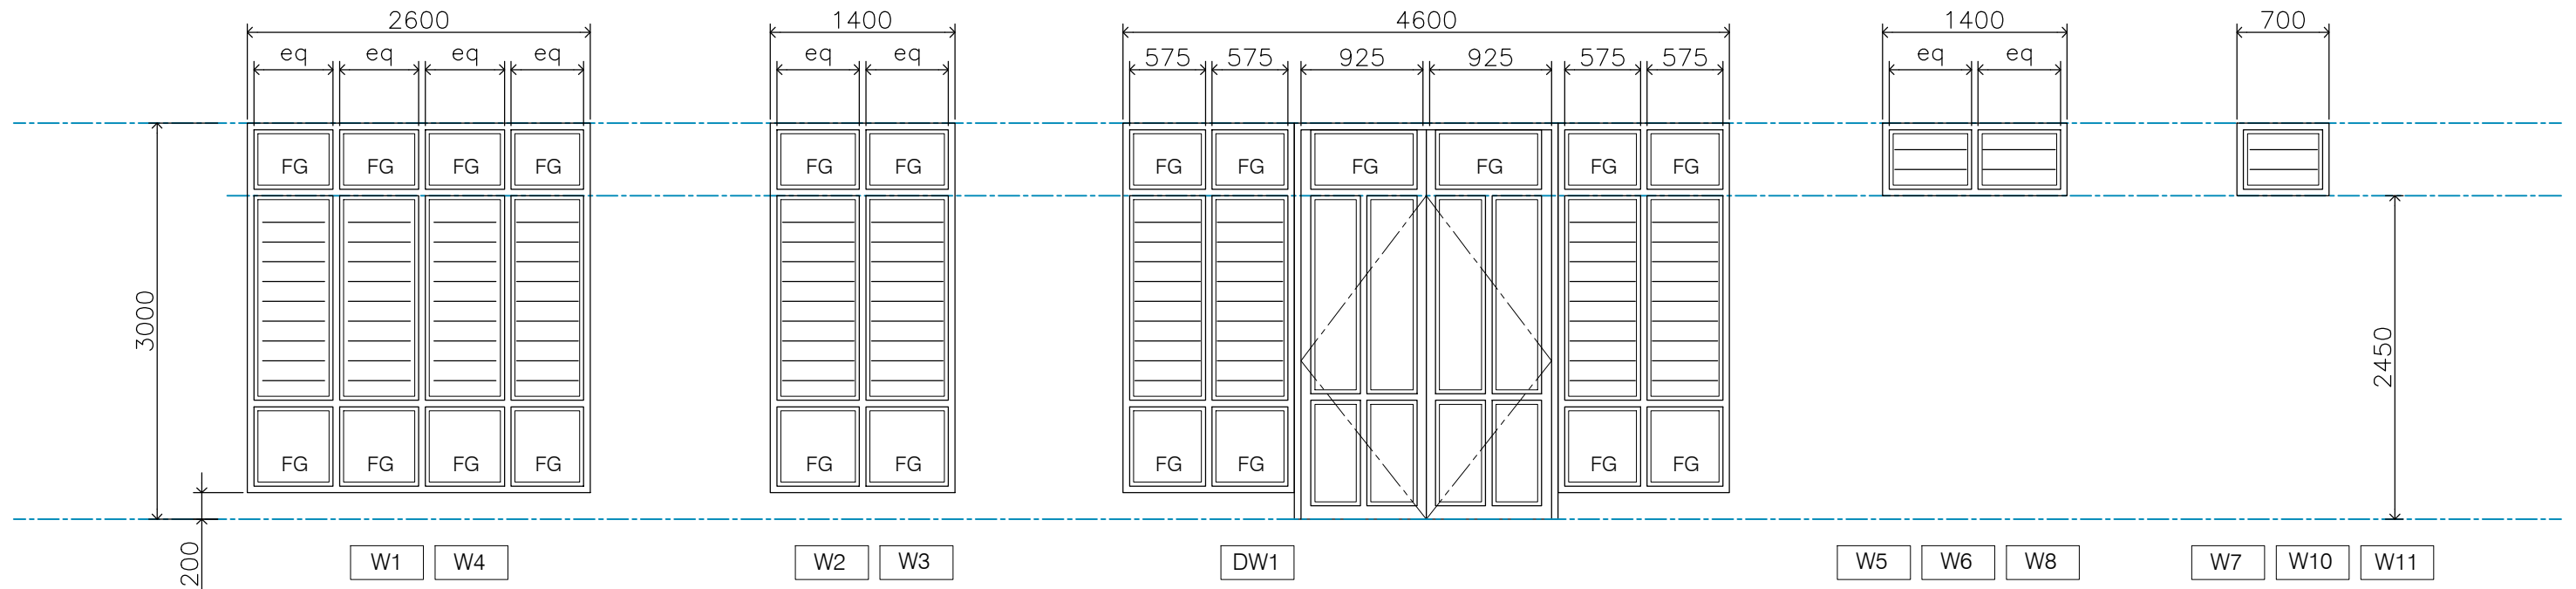 2600 1400 4600 1400 700
eq eq eq eq eq eq 575 575 925 925 575 575 eq eq
FG FG FG FG FG FG FG FG FG FG FG FG
3000 2450
FG FG FG FG FG FG FG FG FG FG
200
W1 W4 W2 W3 DW1 W5 W6 W8 W7 W10 W11